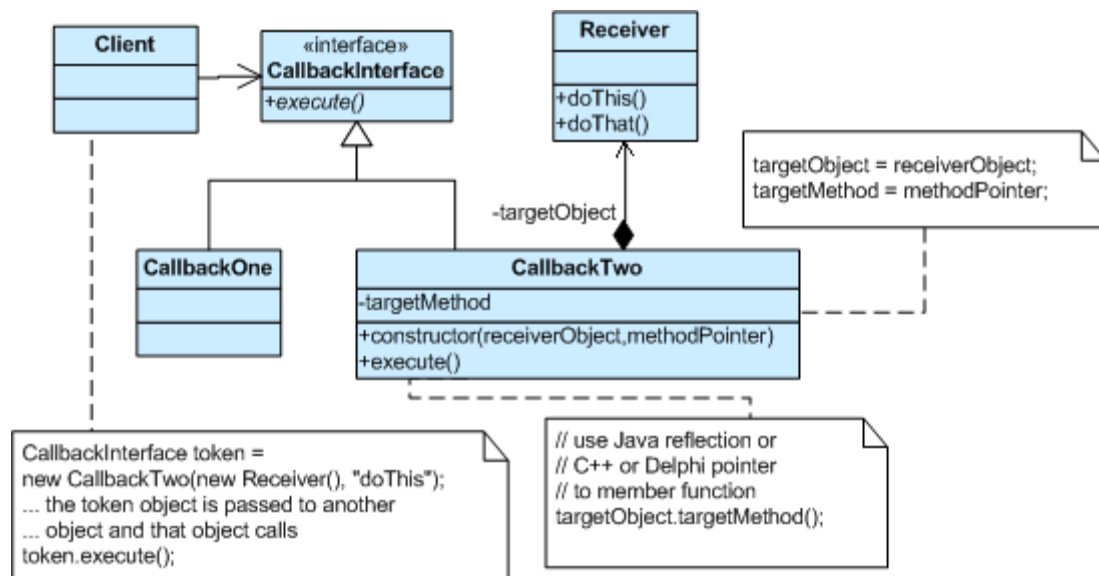 Client
«interface»
CallbackInterface
+execute()
Receiver
+doThis()
+doThat()
targetObject = receiverObject;
targetMethod = methodPointer;
-targetObject
CallbackOne
CallbackTwo
-targetMethod
+constructor(receiverObject,methodPointer)
+execute()
CallbackInterface token =
new CallbackTwo(new Receiver(), "doThis");
... the token object is passed to another
... object and that object calls
token.execute();
// use Java reflection or
// C++ or Delphi pointer
// to member function
targetObject.targetMethod();